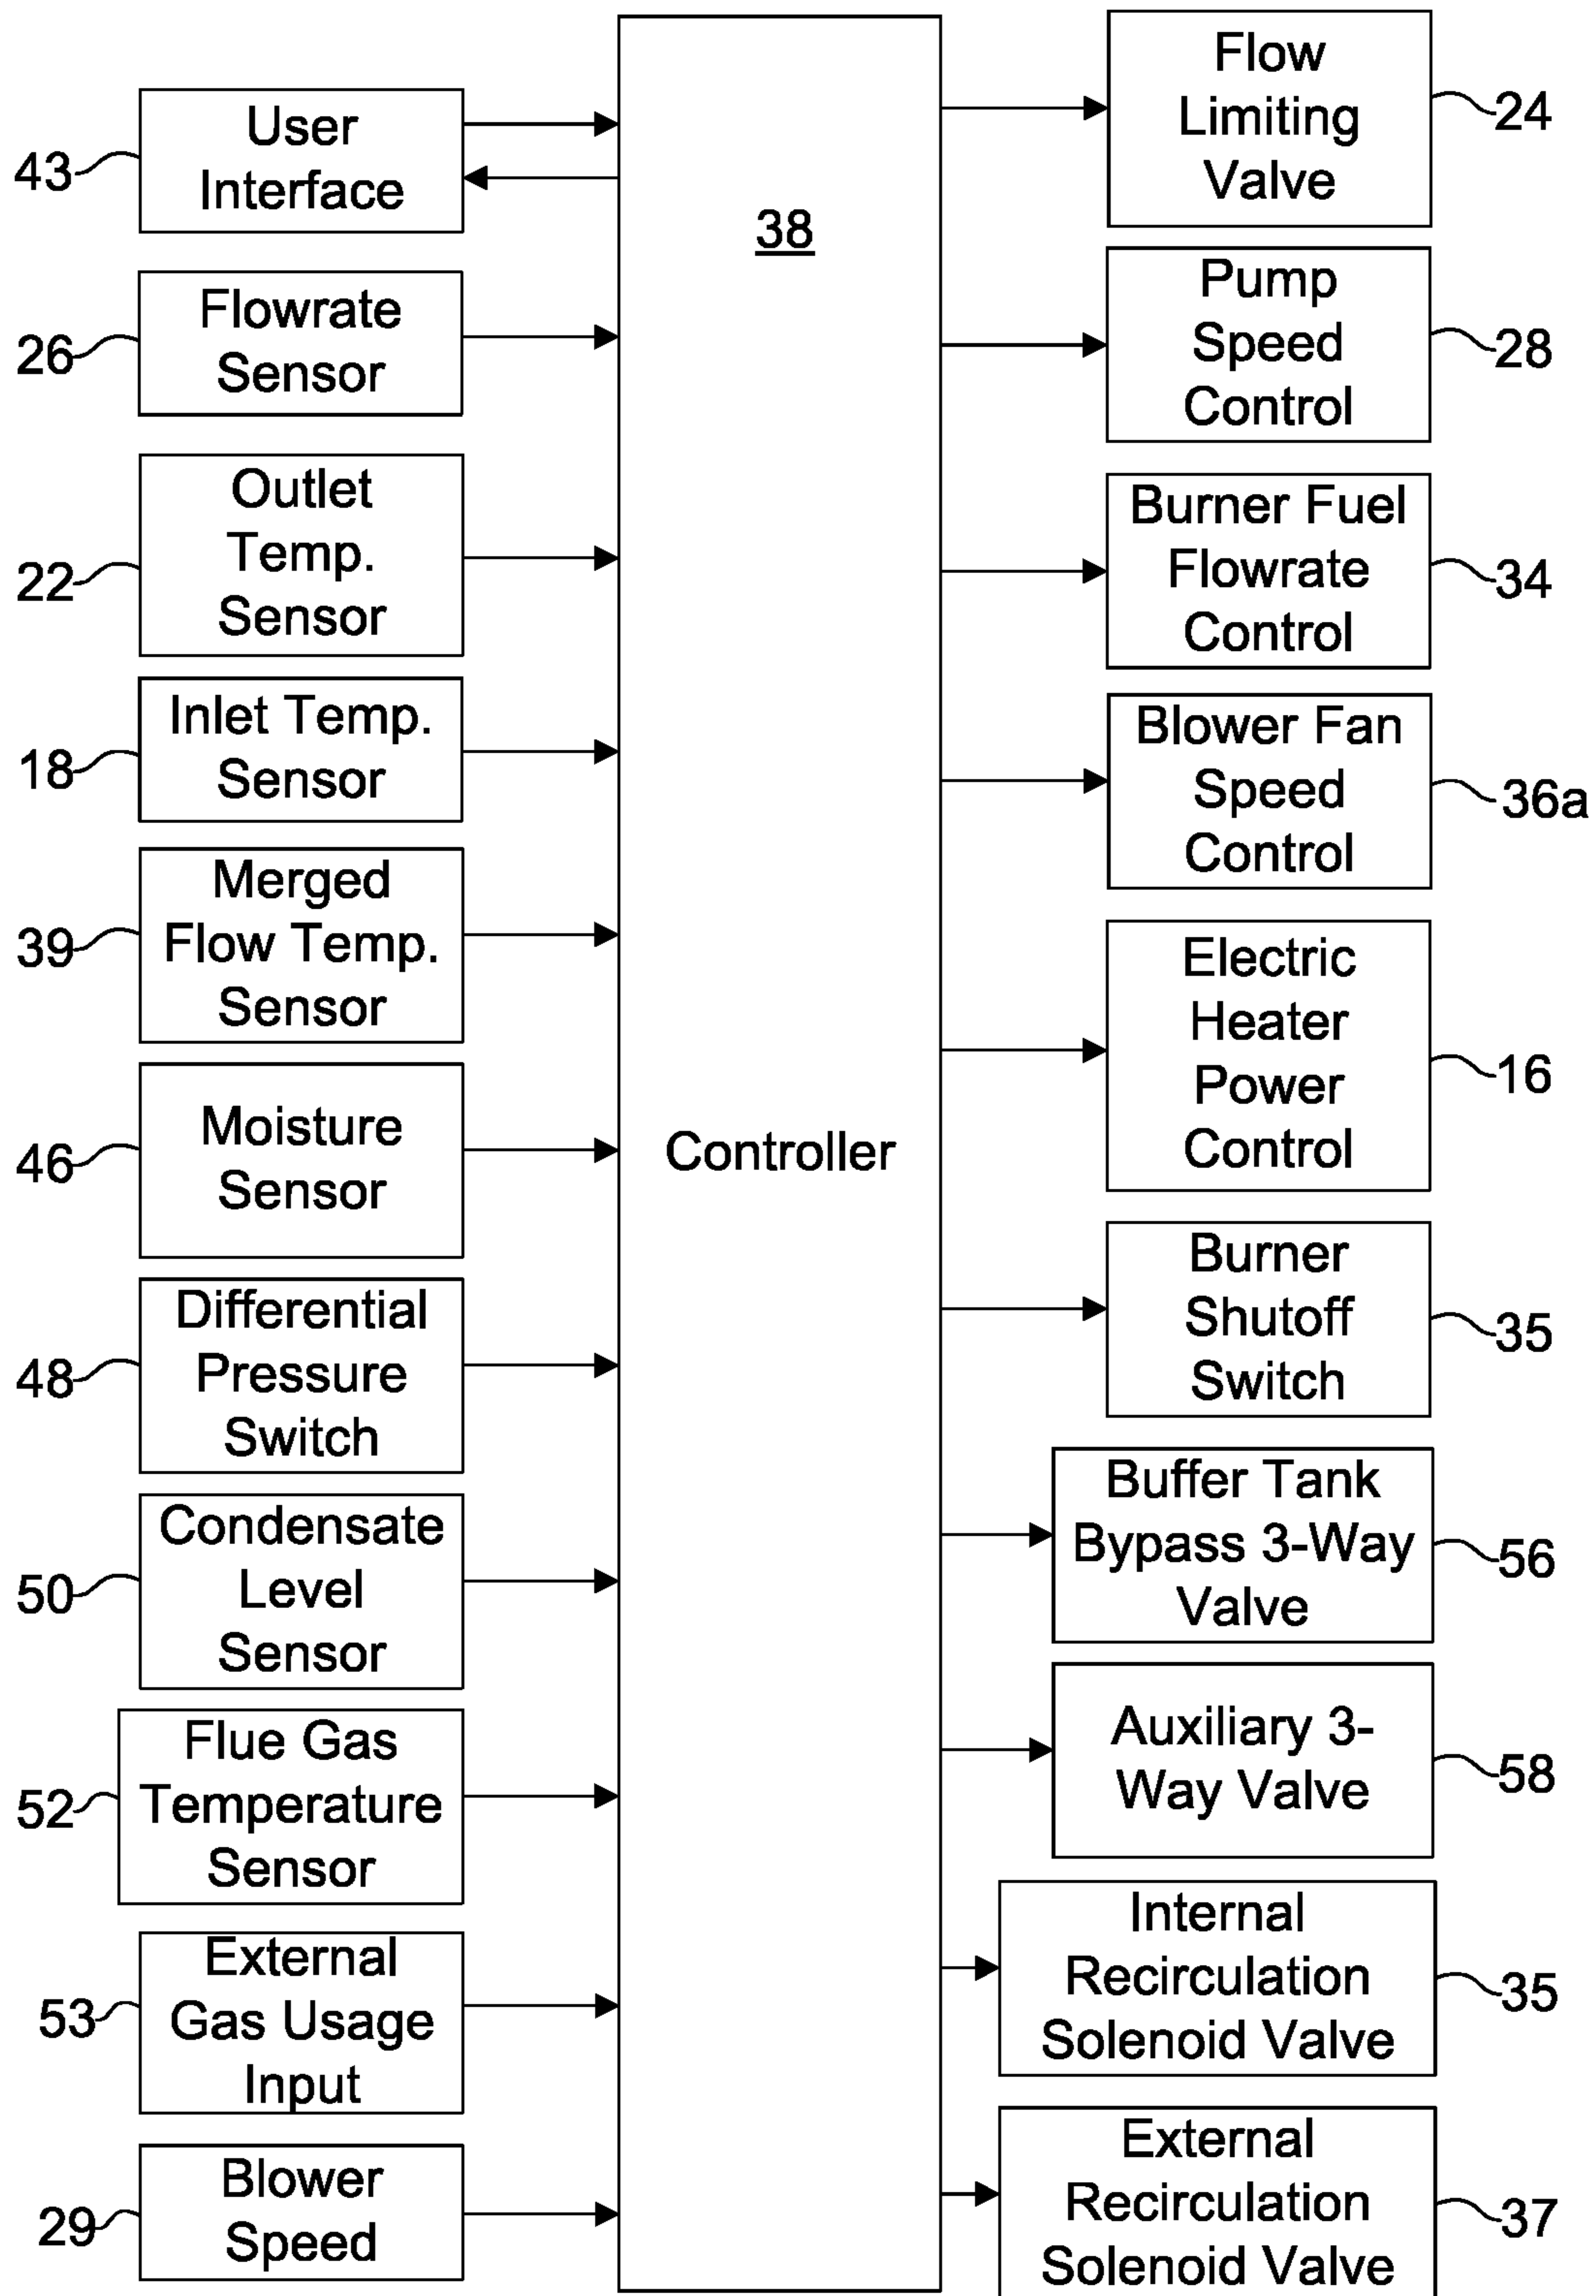 43
User
Interface
26
Flowrate
Sensor
22
Outlet
Temp.
Sensor
18
Inlet Temp.
Sensor
39
Merged
Flow Temp.
Sensor
46
Moisture
Sensor
48
Differential
Pressure
Switch
50
Condensate
Level
Sensor
52
Flue Gas
Temperature
Sensor
53
External
Gas Usage
Input
29
Blower
Speed
38
Controller
Flow
Limiting
Valve
24
Pump
Speed
Control
28
Burner Fuel
Flowrate
Control
34
Blower Fan
Speed
Control
36a
Electric
Heater
Power
Control
16
Burner
Shutoff
Switch
35
Buffer Tank
Bypass 3-Way
Valve
56
Auxiliary 3-
Way Valve
58
Internal
Recirculation
Solenoid Valve
35
External
Recirculation
Solenoid Valve
37